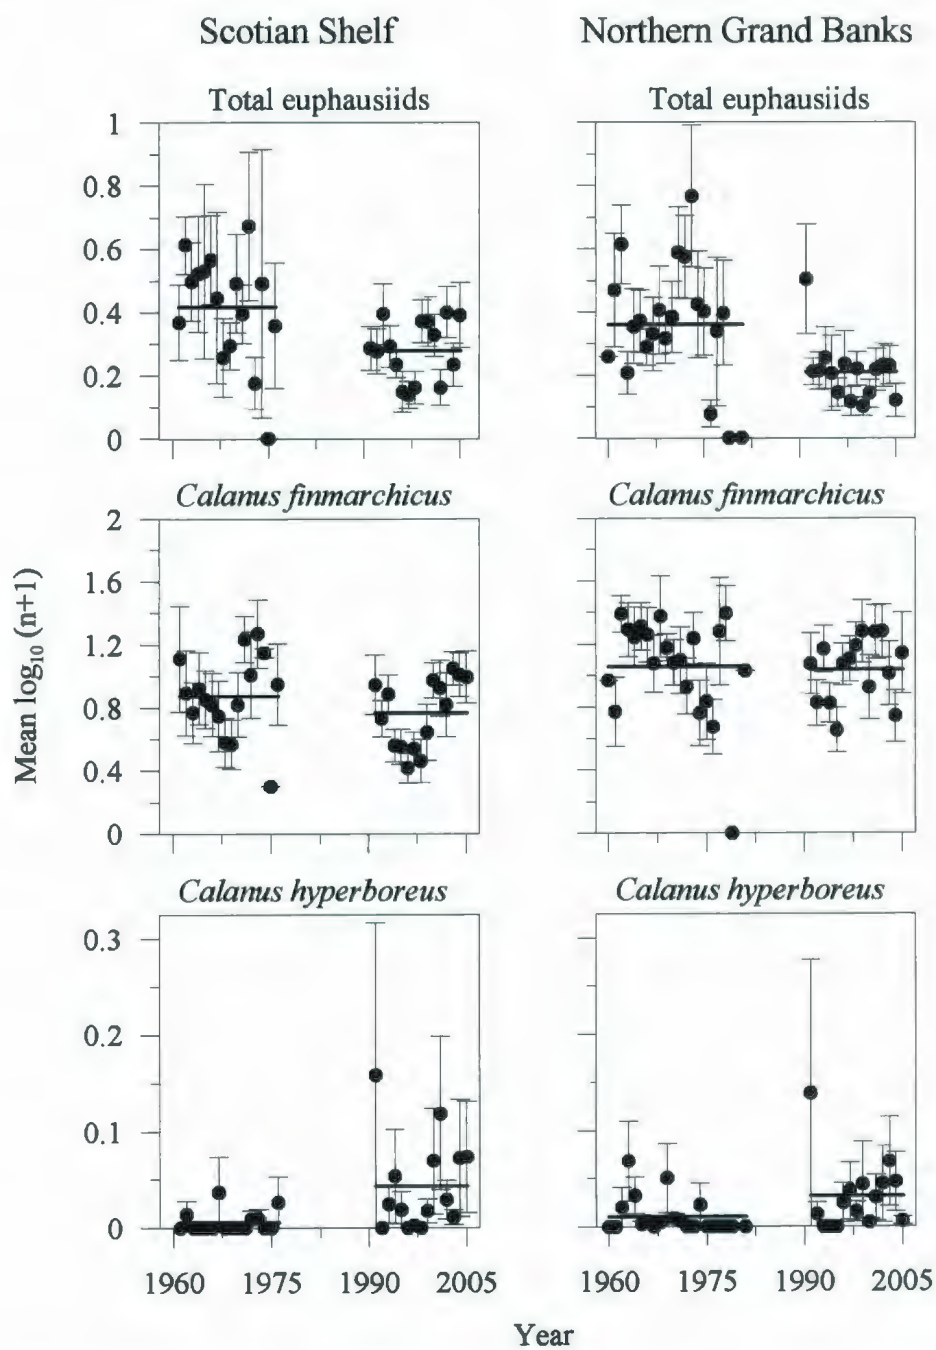 Scotian Shelf Northern Grand Banks
Total euphausiids Total euphausiids
1
0.8
0.6
0.4
0.2
0
Calanus finmarchicus Calanus finmarchicus
2
1.6
1.2
0.8
0.4
0
Mean log₁₀ (n+1)
Calanus hyperboreus Calanus hyperboreus
0.3
0.2
0.1
0
1960 1975 1990 2005 1960 1975 1990 2005
Year